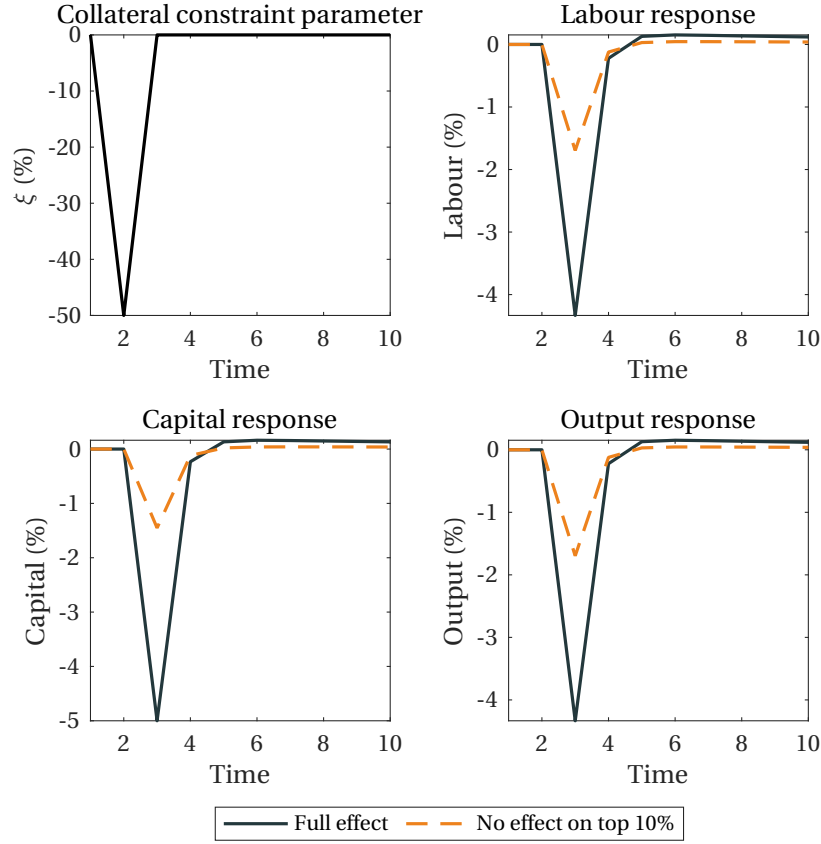 Collateral constraint parameter
0
-10
-20
-30
-40
-50
ξ (%)
2 4 6 8 10
Time
Labour response
0
-1
-2
-3
-4
Labour (%)
2 4 6 8 10
Time
Capital response
0
-1
-2
-3
-4
-5
Capital (%)
2 4 6 8 10
Time
Output response
0
-1
-2
-3
-4
Output (%)
2 4 6 8 10
Time
Full effect No effect on top 10%